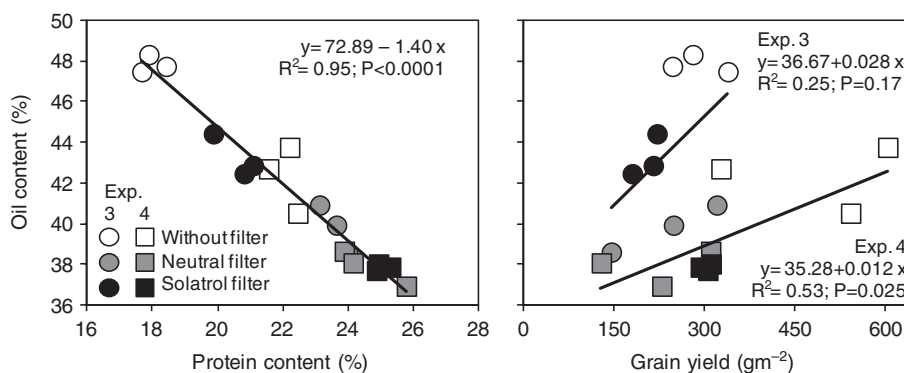 50
48
46
44
42
40
38
36
Oil content (%)
y= 72.89 – 1.40 x
R²= 0.95; P<0.0001
Exp.
3 4
Without filter
Neutral filter
Solatrol filter
16 18 20 22 24 26 28
Protein content (%)
Exp. 3
y= 36.67+0.028 x
R²= 0.25; P=0.17
Exp. 4
y= 35.28+0.012 x
R²= 0.53; P=0.025
0 150 300 450 600
Grain yield (gm⁻²)